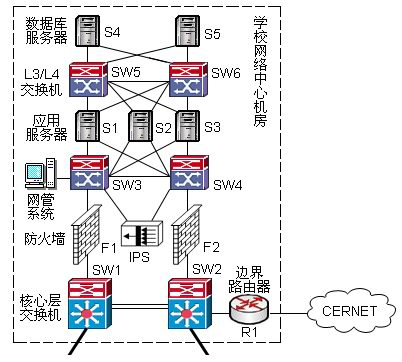 数据库
服务器
S4
S5
学校网络中心机房
L3/L4
交换机
SW5
SW6
应用
服务器
S1
S2
S3
SW3
SW4
网管
系统
防火墙
F1
IPS
F2
SW1
SW2
边界
路由器
核心层
交换机
R1
CERNET